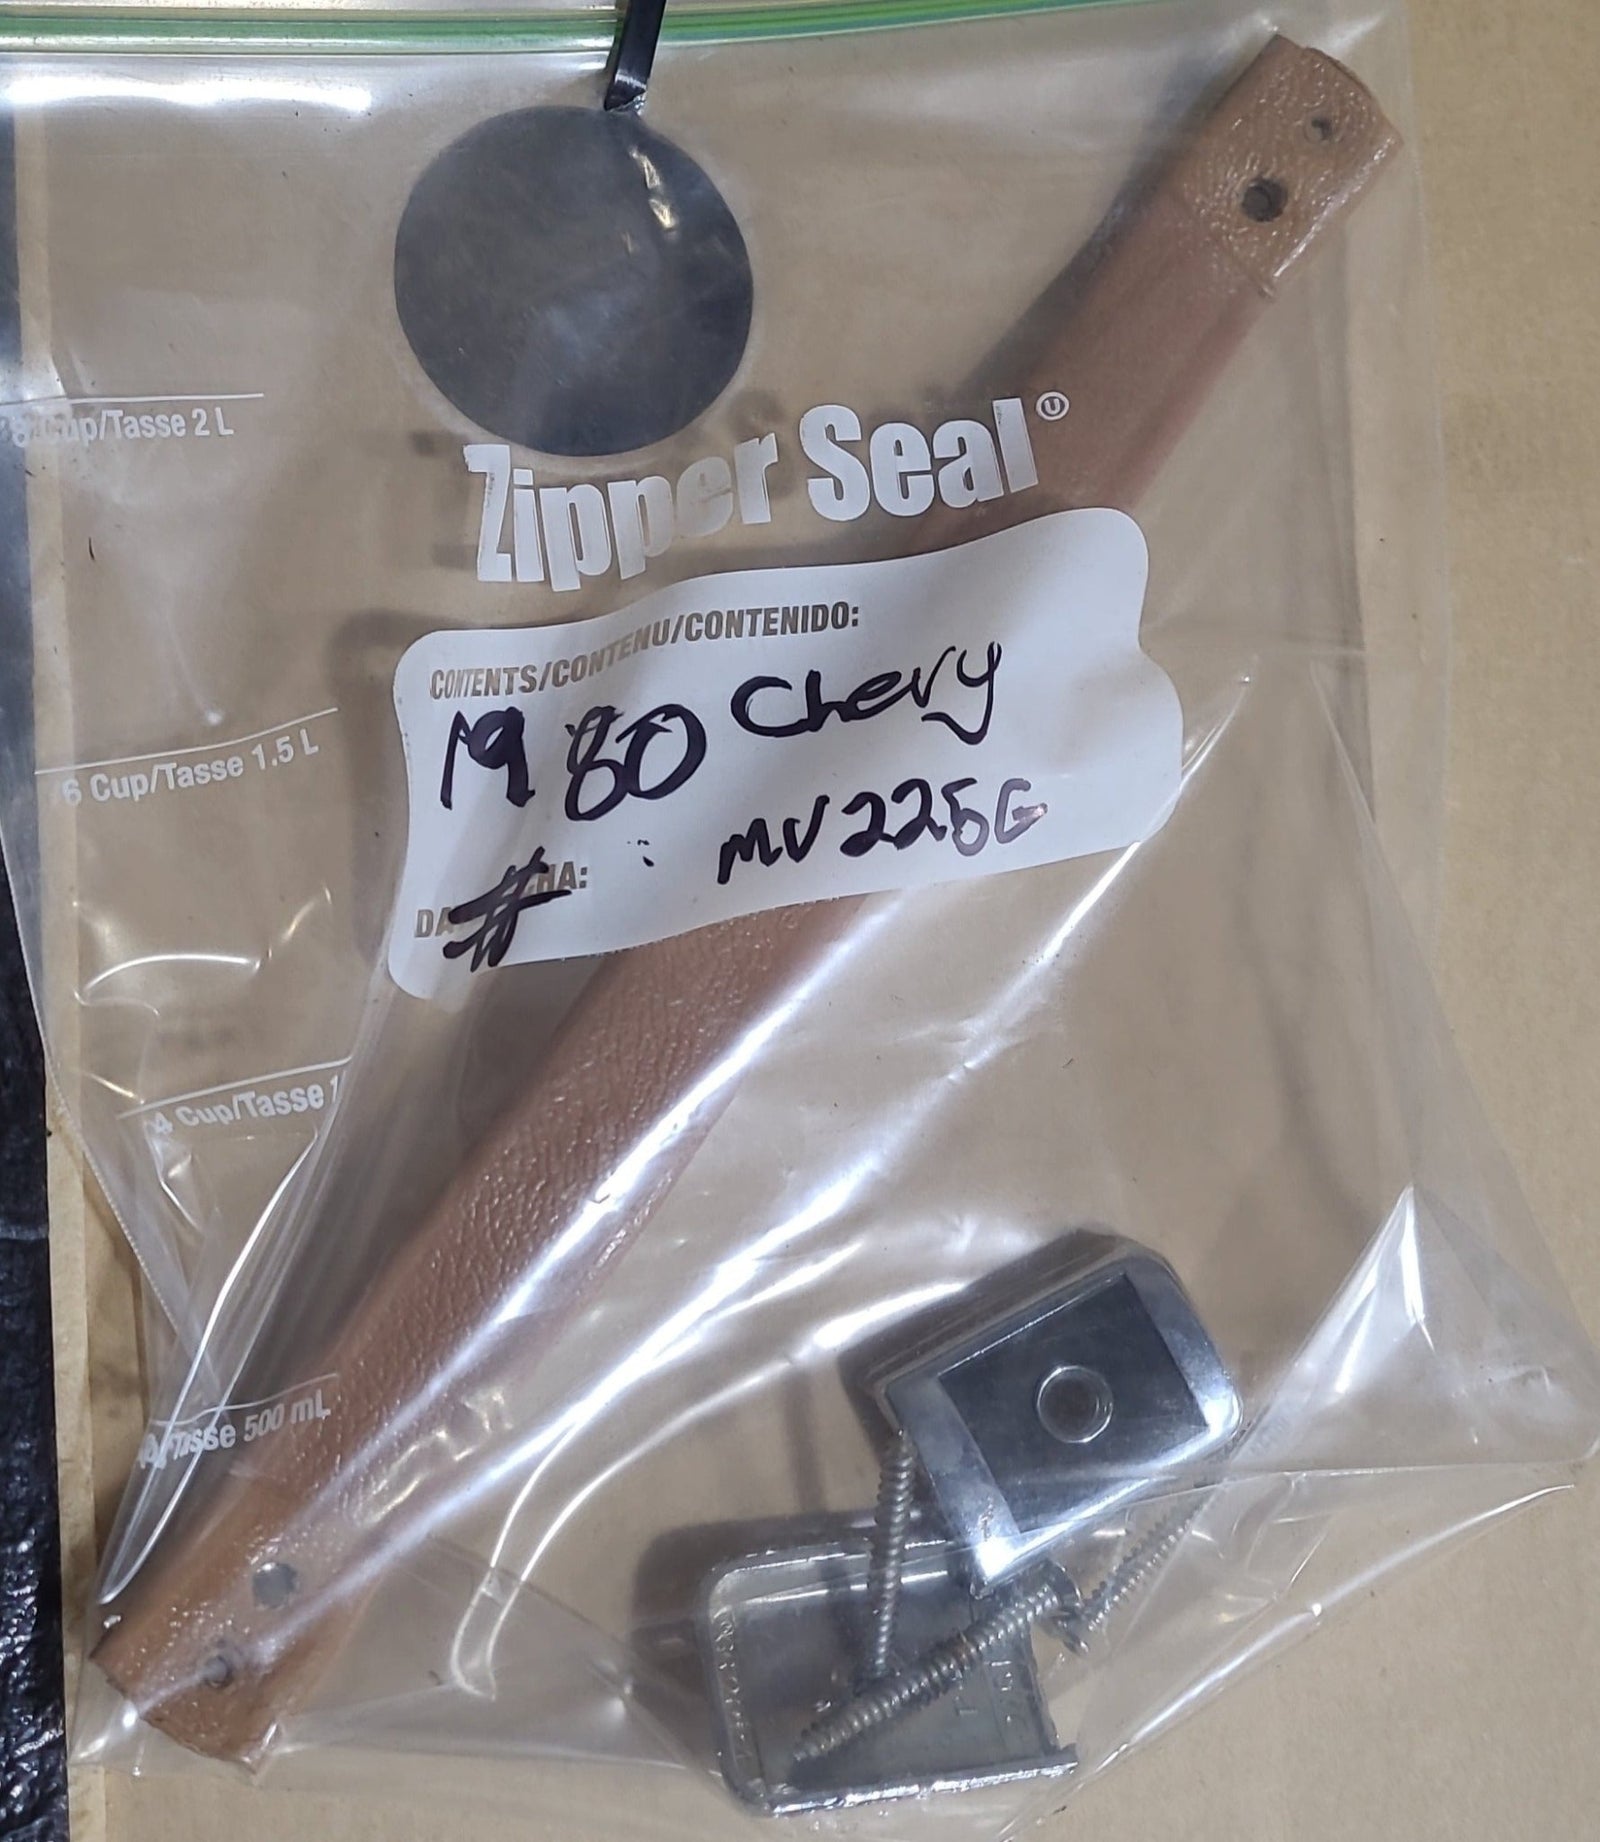 8 Cup/Tasse 2 L
Zipper Seal
CONTENTS/CONTENU/CONTENIDO:
1980 Chevy
6 Cup/Tasse 1.5 L
# MV225G
4 Cup/Tasse 1
Tasse 500 mL